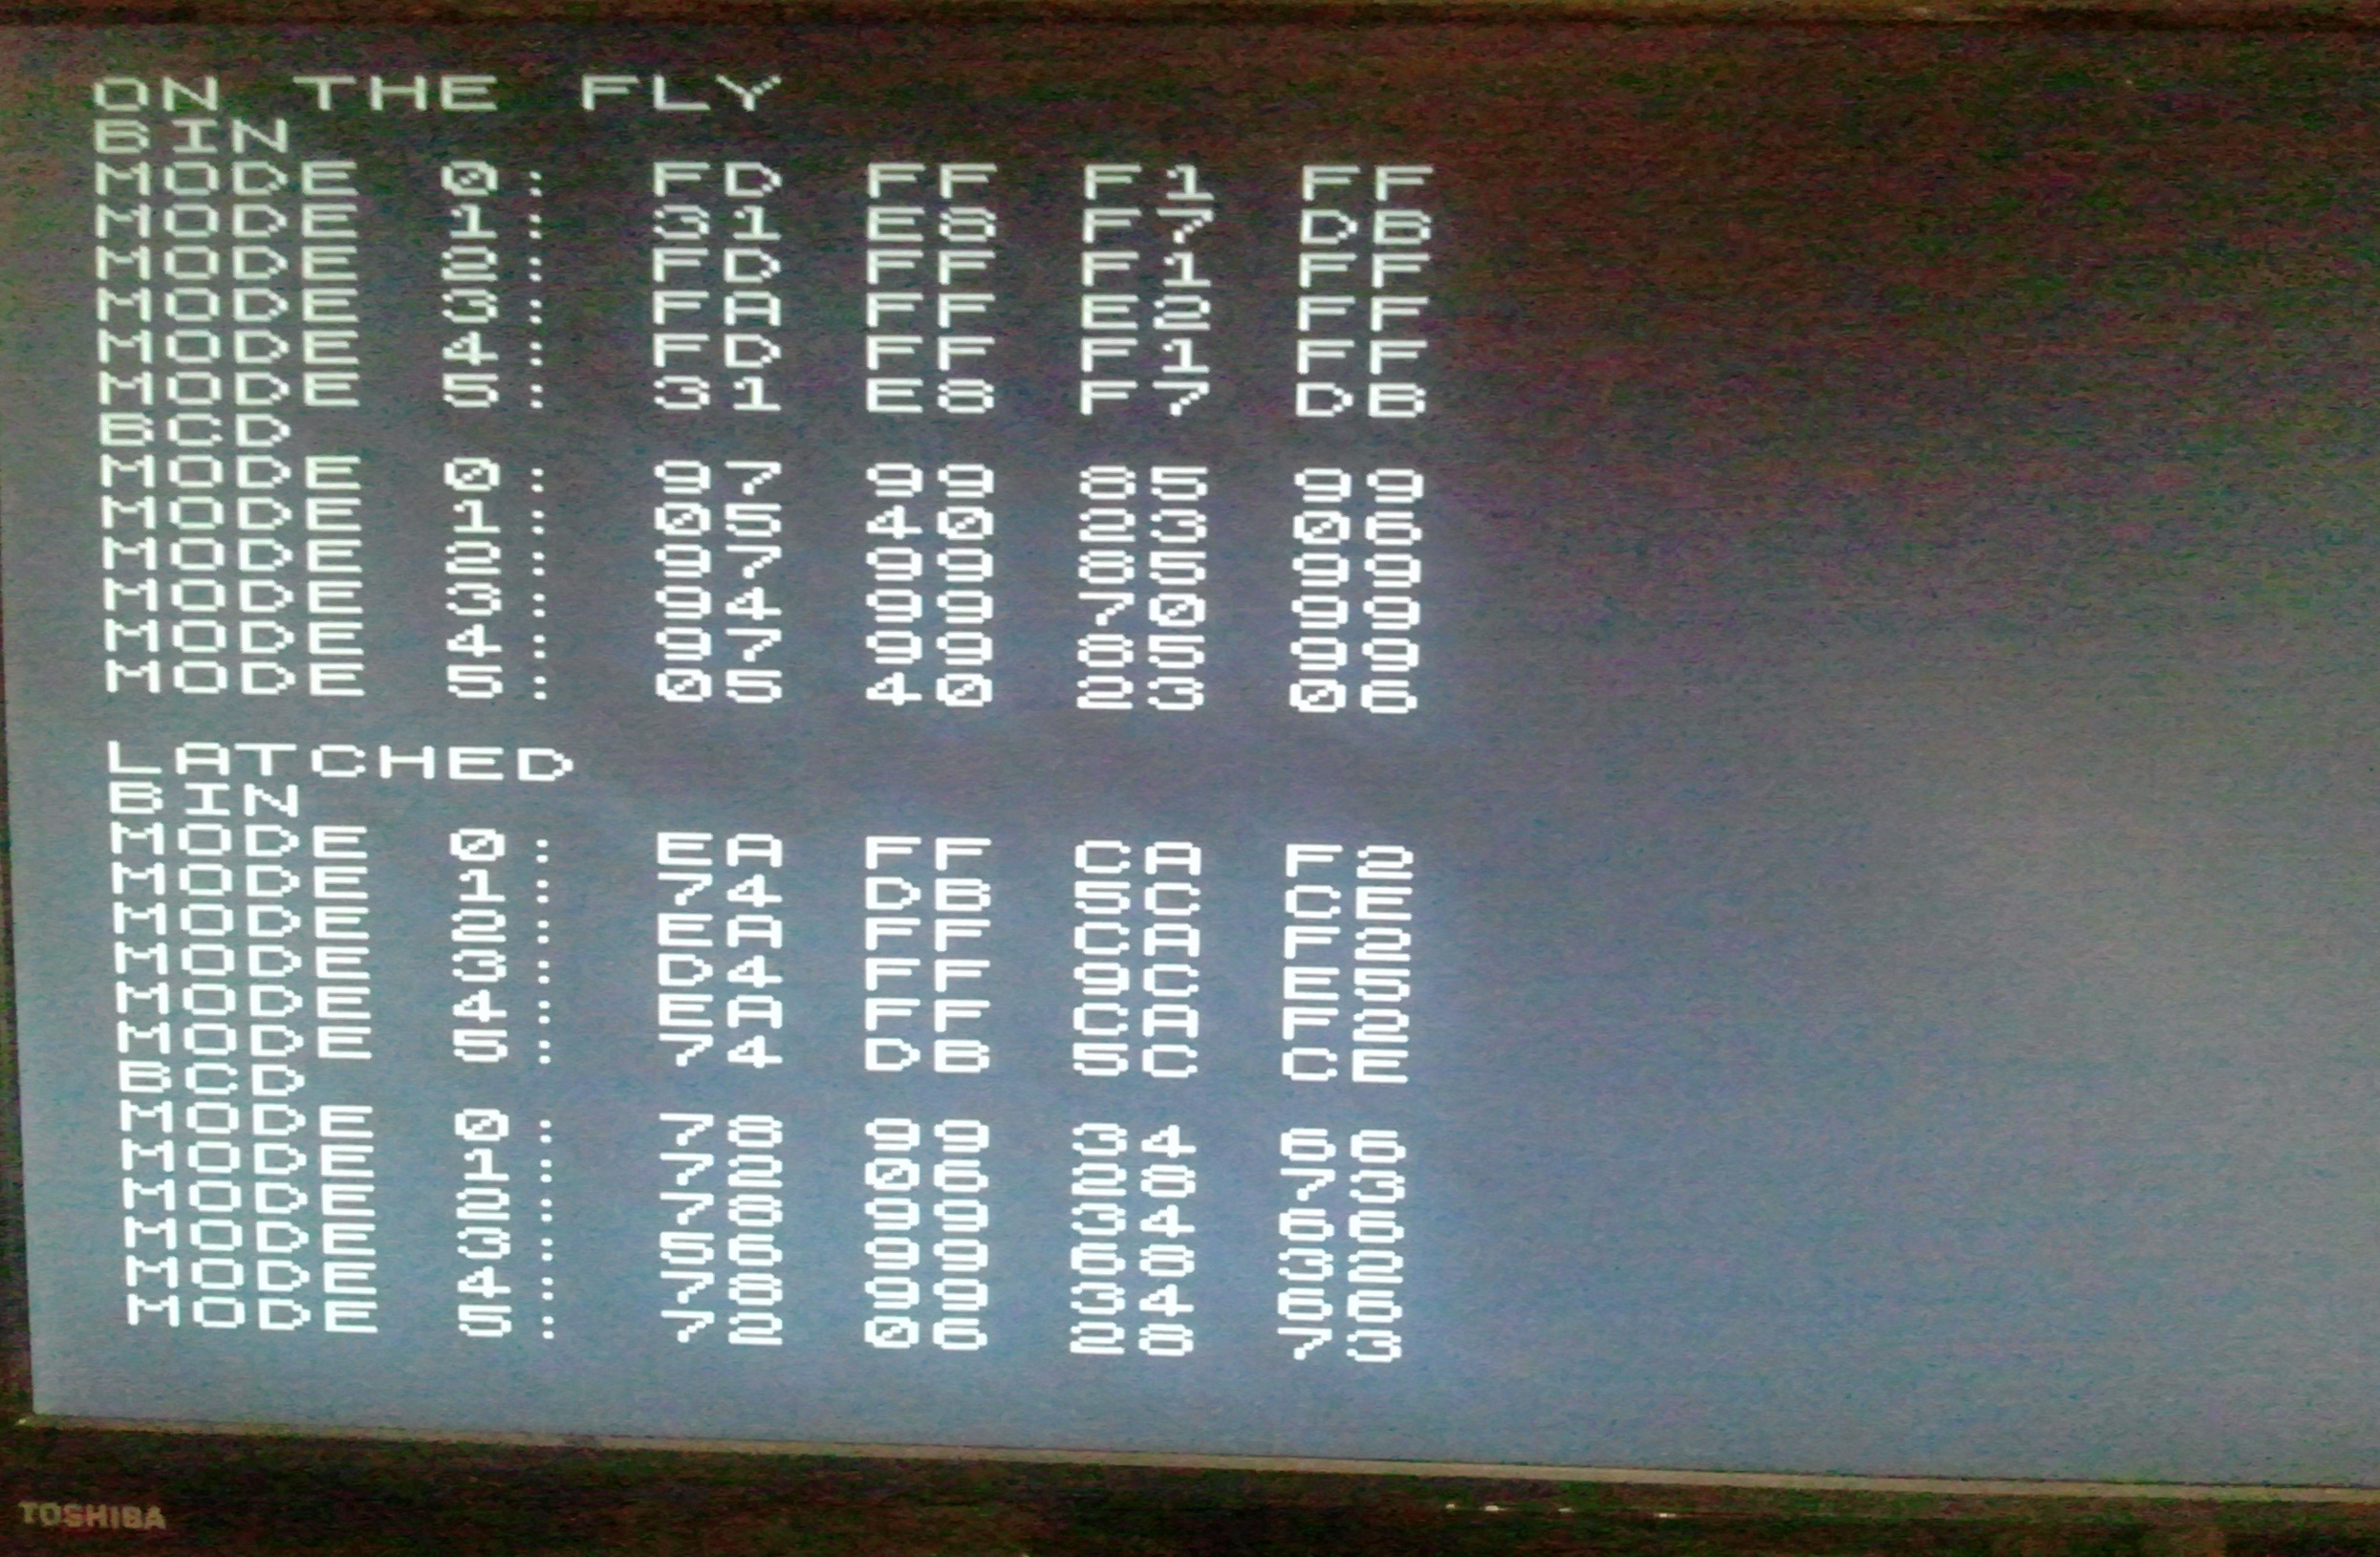 ON THE FLY
BIN
MODE 0: FD FF F1 FF
MODE 1: 31 E8 F7 DB
MODE 2: FD FF F1 FF
MODE 3: FA FF E2 FF
MODE 4: FD FF F1 FF
MODE 5: 31 E8 F7 DB
BCD
MODE 0: 97 99 85 99
MODE 1: 05 40 23 06
MODE 2: 97 99 85 99
MODE 3: 94 99 70 99
MODE 4: 97 99 85 99
MODE 5: 05 40 23 06
LATCHED
BIN
MODE 0: EA FF CA F2
MODE 1: 74 DB 5C CE
MODE 2: EA FF CA F2
MODE 3: D4 FF 9C E5
MODE 4: EA FF CA F2
MODE 5: 74 DB 5C CE
BCD
MODE 0: 78 99 34 66
MODE 1: 72 06 28 73
MODE 2: 78 99 34 66
MODE 3: 56 99 68 32
MODE 4: 78 99 34 66
MODE 5: 72 06 28 73
TOSHIBA